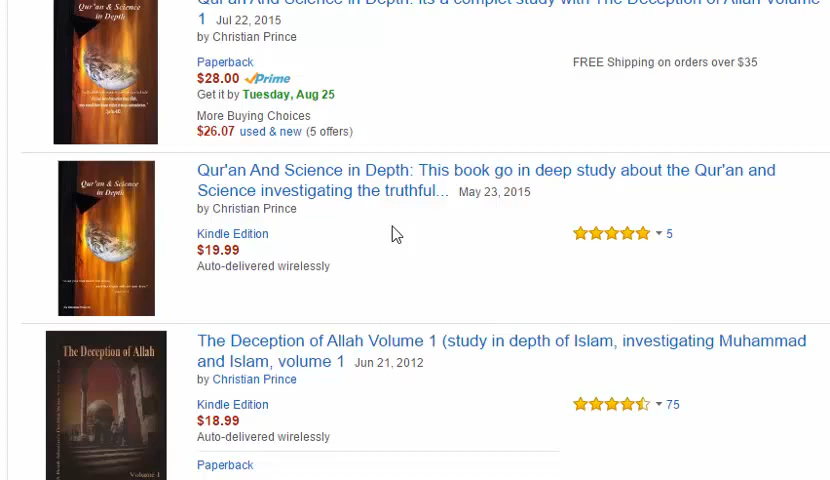 Qur'an And Science in Depth: Its a complet study with The Deception of Allah Volume
1 Jul 22, 2015
by Christian Prince
Paperback
$28.00 Prime
FREE Shipping on orders over $35
Get it by Tuesday, Aug 25
More Buying Choices
$26.07 used & new (5 offers)
Qur'an & Science
in Depth
Qur'an And Science in Depth: This book go in deep study about the Qur'an and
Science investigating the truthful... May 23, 2015
by Christian Prince
Kindle Edition
5
$19.99
Auto-delivered wirelessly
Qur'an & Science
in Depth
The Deception of Allah Volume 1 (study in depth of Islam, investigating Muhammad
and Islam, volume 1 Jun 21, 2012
by Christian Prince
Kindle Edition
75
$18.99
Auto-delivered wirelessly
Paperback
The Deception of Allah
Volume 1